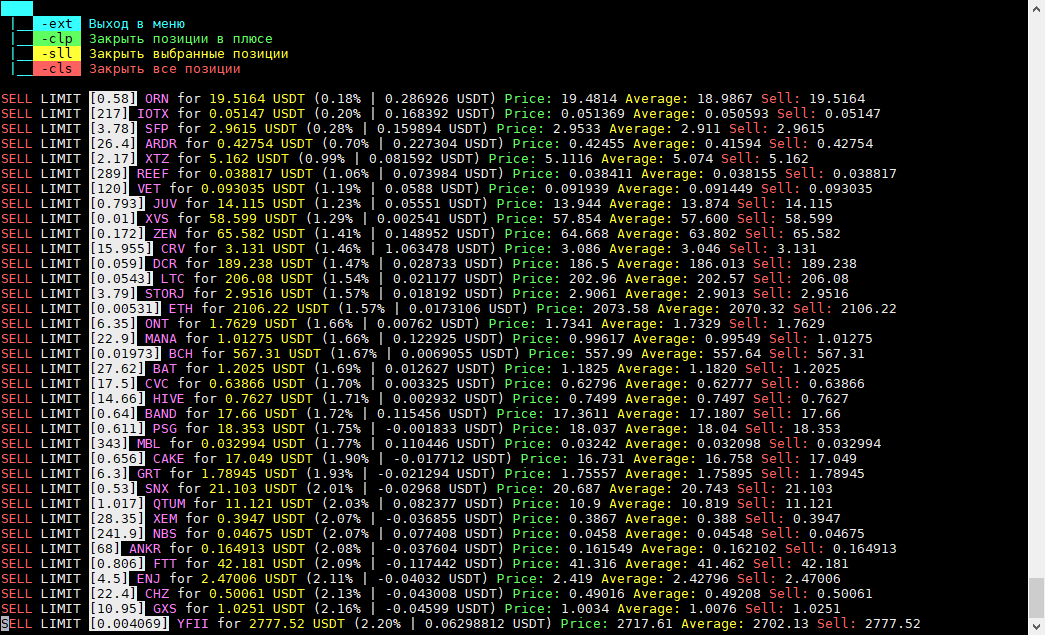 |__ -ext Выход в меню
|__ -clp Закрыть позиции в плюсе
|__ -sll Закрыть выбранные позиции
|__ -cls Закрыть все позиции
SELL LIMIT [0.58] ORN for 19.5164 USDT (0.18% | 0.286926 USDT) Price: 19.4814 Average: 18.9867 Sell: 19.5164
SELL LIMIT [217] IOTX for 0.05147 USDT (0.20% | 0.168392 USDT) Price: 0.051369 Average: 0.050593 Sell: 0.05147
SELL LIMIT [3.78] SFP for 2.9615 USDT (0.28% | 0.159894 USDT) Price: 2.9533 Average: 2.911 Sell: 2.9615
SELL LIMIT [26.4] ARDR for 0.42754 USDT (0.70% | 0.227304 USDT) Price: 0.42455 Average: 0.41594 Sell: 0.42754
SELL LIMIT [2.17] XTZ for 5.162 USDT (0.99% | 0.081592 USDT) Price: 5.1116 Average: 5.074 Sell: 5.162
SELL LIMIT [289] REEF for 0.038817 USDT (1.06% | 0.073984 USDT) Price: 0.038411 Average: 0.038155 Sell: 0.038817
SELL LIMIT [120] VET for 0.093035 USDT (1.19% | 0.0588 USDT) Price: 0.091939 Average: 0.091449 Sell: 0.093035
SELL LIMIT [0.793] JUV for 14.115 USDT (1.23% | 0.05551 USDT) Price: 13.944 Average: 13.874 Sell: 14.115
SELL LIMIT [0.01] XVS for 58.599 USDT (1.29% | 0.002541 USDT) Price: 57.854 Average: 57.600 Sell: 58.599
SELL LIMIT [0.172] ZEN for 65.582 USDT (1.41% | 0.148952 USDT) Price: 64.668 Average: 63.802 Sell: 65.582
SELL LIMIT [15.955] CRV for 3.131 USDT (1.46% | 1.063478 USDT) Price: 3.086 Average: 3.046 Sell: 3.131
SELL LIMIT [0.059] DCR for 189.238 USDT (1.47% | 0.028733 USDT) Price: 186.5 Average: 186.013 Sell: 189.238
SELL LIMIT [0.0543] LTC for 206.08 USDT (1.54% | 0.021177 USDT) Price: 202.96 Average: 202.57 Sell: 206.08
SELL LIMIT [3.79] STORJ for 2.9516 USDT (1.57% | 0.018192 USDT) Price: 2.9061 Average: 2.9013 Sell: 2.9516
SELL LIMIT [0.00531] ETH for 2106.22 USDT (1.57% | 0.0173106 USDT) Price: 2073.58 Average: 2070.32 Sell: 2106.22
SELL LIMIT [6.35] ONT for 1.7629 USDT (1.66% | 0.00762 USDT) Price: 1.7341 Average: 1.7329 Sell: 1.7629
SELL LIMIT [22.9] MANA for 1.01275 USDT (1.66% | 0.122925 USDT) Price: 0.99617 Average: 0.99549 Sell: 1.01275
SELL LIMIT [0.01973] BCH for 567.31 USDT (1.67% | 0.0069055 USDT) Price: 557.99 Average: 557.64 Sell: 567.31
SELL LIMIT [27.62] BAT for 1.2025 USDT (1.69% | 0.012627 USDT) Price: 1.1825 Average: 1.1820 Sell: 1.2025
SELL LIMIT [17.5] CVC for 0.63866 USDT (1.70% | 0.003325 USDT) Price: 0.62796 Average: 0.62777 Sell: 0.63866
SELL LIMIT [14.66] HIVE for 0.7627 USDT (1.71% | 0.002932 USDT) Price: 0.7499 Average: 0.7497 Sell: 0.7627
SELL LIMIT [0.64] BAND for 17.66 USDT (1.72% | 0.115456 USDT) Price: 17.3611 Average: 17.1807 Sell: 17.66
SELL LIMIT [0.611] PSG for 18.353 USDT (1.75% | -0.001833 USDT) Price: 18.037 Average: 18.04 Sell: 18.353
SELL LIMIT [343] MBL for 0.032994 USDT (1.77% | 0.110446 USDT) Price: 0.03242 Average: 0.032098 Sell: 0.032994
SELL LIMIT [0.656] CAKE for 17.049 USDT (1.90% | -0.017712 USDT) Price: 16.731 Average: 16.758 Sell: 17.049
SELL LIMIT [6.3] GRT for 1.78945 USDT (1.93% | -0.021294 USDT) Price: 1.75557 Average: 1.75895 Sell: 1.78945
SELL LIMIT [0.53] SNX for 21.103 USDT (2.01% | -0.02968 USDT) Price: 20.687 Average: 20.743 Sell: 21.103
SELL LIMIT [1.017] QTUM for 11.121 USDT (2.03% | 0.082377 USDT) Price: 10.9 Average: 10.819 Sell: 11.121
SELL LIMIT [28.35] XEM for 0.3947 USDT (2.07% | -0.036855 USDT) Price: 0.3867 Average: 0.388 Sell: 0.3947
SELL LIMIT [241.9] NBS for 0.04675 USDT (2.07% | 0.077408 USDT) Price: 0.0458 Average: 0.04548 Sell: 0.04675
SELL LIMIT [68] ANKR for 0.164913 USDT (2.08% | -0.037604 USDT) Price: 0.161549 Average: 0.162102 Sell: 0.164913
SELL LIMIT [0.806] FTT for 42.181 USDT (2.09% | -0.117442 USDT) Price: 41.316 Average: 41.462 Sell: 42.181
SELL LIMIT [4.5] ENJ for 2.47006 USDT (2.11% | -0.04032 USDT) Price: 2.419 Average: 2.42796 Sell: 2.47006
SELL LIMIT [22.4] CHZ for 0.50061 USDT (2.13% | -0.043008 USDT) Price: 0.49016 Average: 0.49208 Sell: 0.50061
SELL LIMIT [10.95] GXS for 1.0251 USDT (2.16% | -0.04599 USDT) Price: 1.0034 Average: 1.0076 Sell: 1.0251
SELL LIMIT [0.004069] YFII for 2777.52 USDT (2.20% | 0.06298812 USDT) Price: 2717.61 Average: 2702.13 Sell: 2777.52